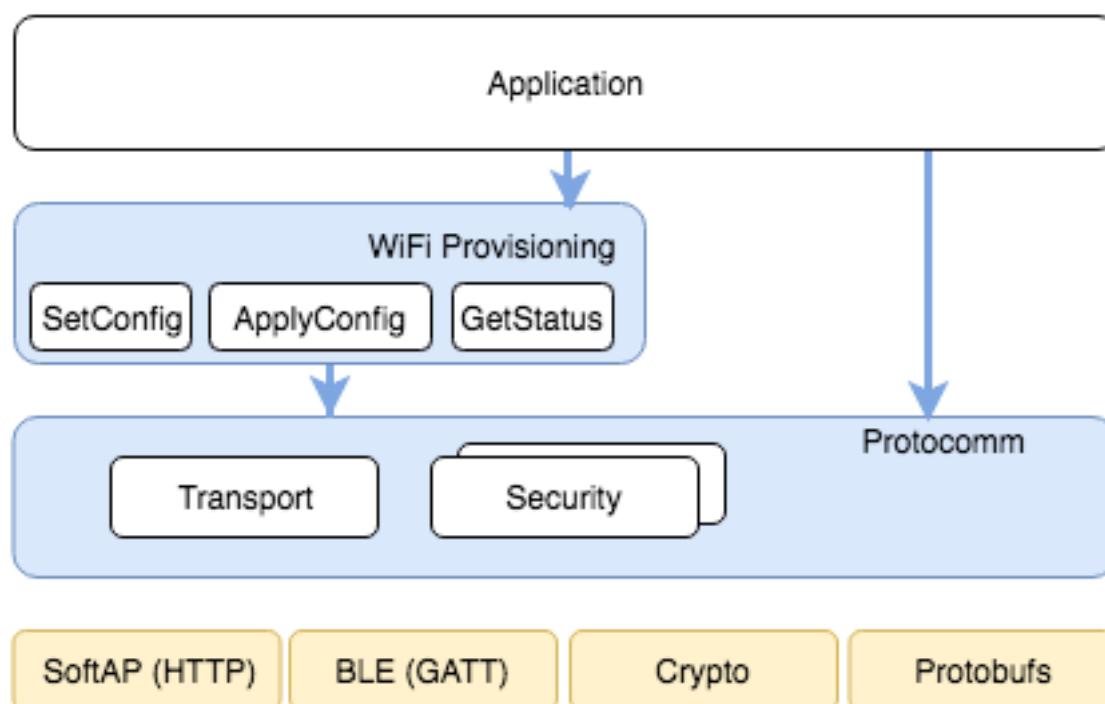 Application
WiFi Provisioning
SetConfig ApplyConfig GetStatus
Protocomm
Transport Security
SoftAP (HTTP) BLE (GATT) Crypto Protobufs